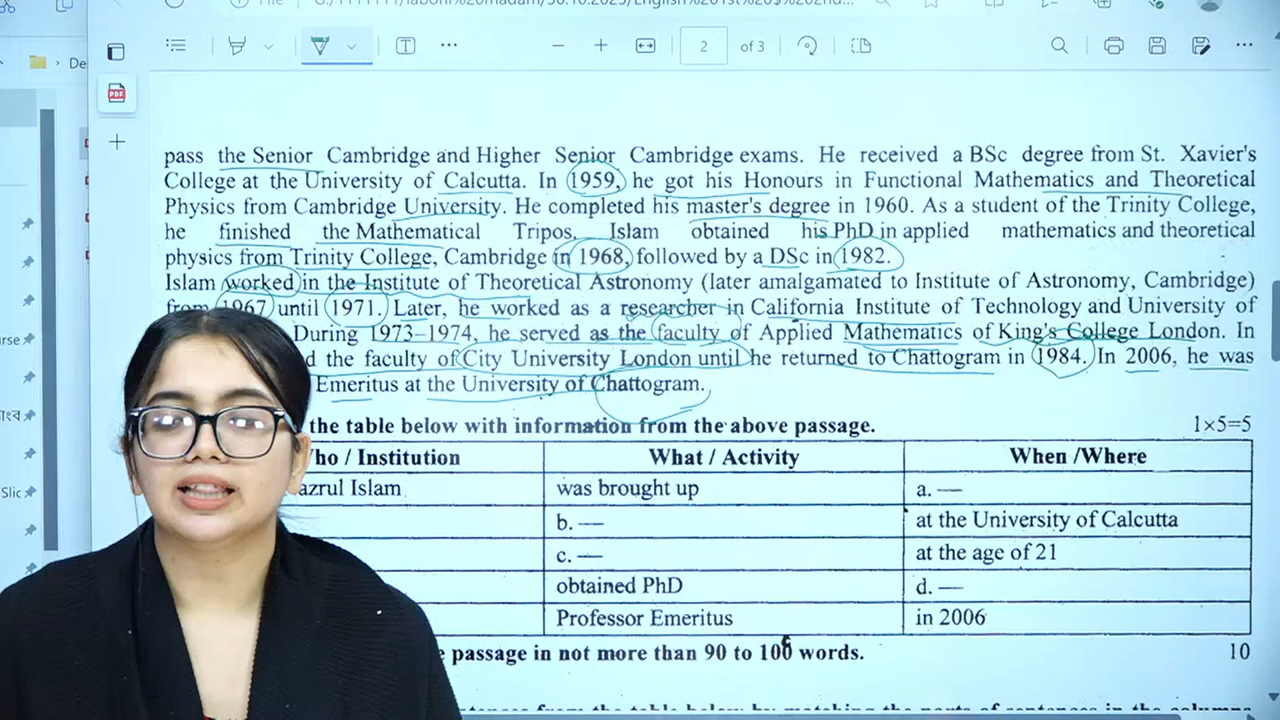 2 of 3
De
pass the Senior Cambridge and Higher Senior Cambridge exams. He received a BSc degree from St. Xavier's
College at the University of Calcutta. In 1959, he got his Honours in Functional Mathematics and Theoretical
Physics from Cambridge University. He completed his master's degree in 1960. As a student of the Trinity College,
he finished the Mathematical Tripos. Islam obtained his PhD in applied mathematics and theoretical
physics from Trinity College, Cambridge in 1968, followed by a DSc in 1982.
Islam worked in the Institute of Theoretical Astronomy (later amalgamated to Institute of Astronomy, Cambridge)
from 1967 until 1971. Later, he worked as a researcher in California Institute of Technology and University of
During 1973–1974, he served as the faculty of Applied Mathematics of King's College London. In
the faculty of City University London until he returned to Chattogram in 1984. In 2006, he was
Emeritus at the University of Chattogram.
the table below with information from the above passage. 1×5=5
/ Institution What / Activity When /Where
Islam was brought up a. —
b. — at the University of Calcutta
c. — at the age of 21
obtained PhD d. —
Professor Emeritus in 2006
passage in not more than 90 to 100 words. 10